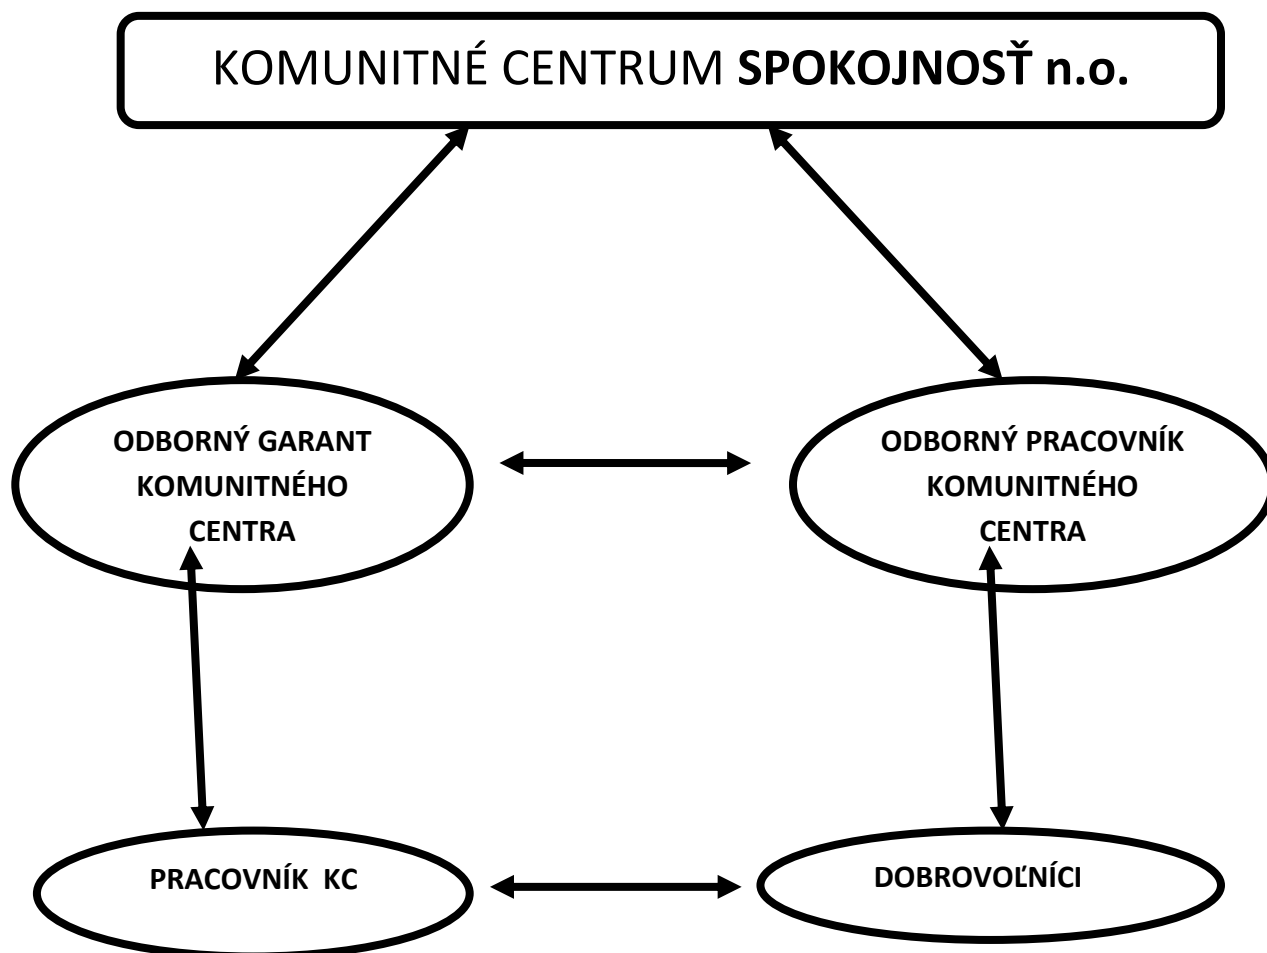 KOMUNITNÉ CENTRUM SPOKOJNOSŤ n.o.
ODBORNÝ GARANT
KOMUNITNÉHO
CENTRA
ODBORNÝ PRACOVNÍK
KOMUNITNÉHO
CENTRA
PRACOVNÍK KC
DOBROVOĽNÍCI